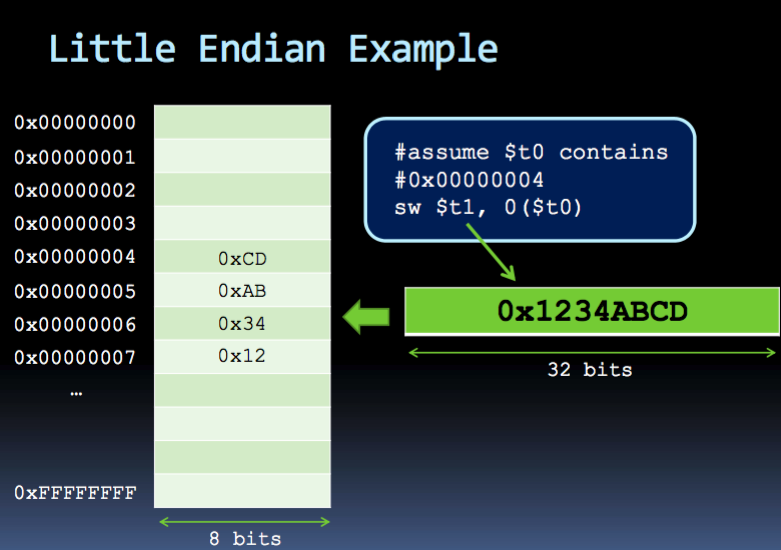 Little Endian Example
#assume $t0 contains
#0x00000004
sw $t1, 0($t0)
0x00000000
0x00000001
0x00000002
0x00000003
0x00000004 0xCD
0x00000005 0xAB
0x00000006 0x34
0x00000007 0x12
…
0xFFFFFFFF
8 bits
0x1234ABCD
32 bits